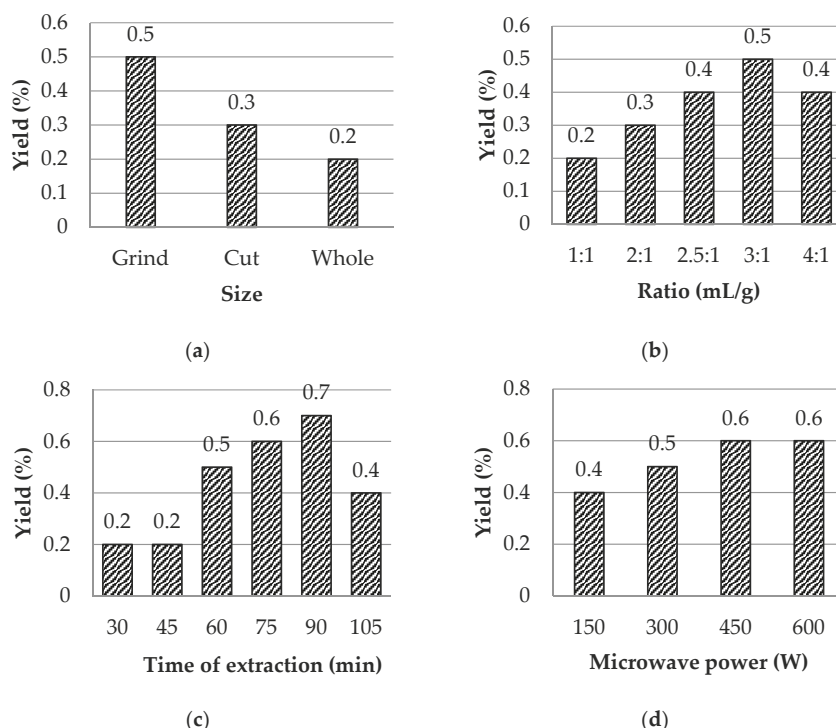 0.6
0.5
0.4
0.3
0.2
0.1
0
Yield (%)
0.5
0.3
0.2
Grind Cut Whole
Size
(a)
0.6
0.5
0.4
0.3
0.2
0.1
0
Yield (%)
0.2
0.3
0.4
0.5
0.4
1:1 2:1 2.5:1 3:1 4:1
Ratio (mL/g)
(b)
0.8
0.6
0.4
0.2
0
Yield (%)
0.2
0.2
0.5
0.6
0.7
0.4
30 45 60 75 90 105
Time of extraction (min)
(c)
0.8
0.6
0.4
0.2
0
Yield (%)
0.4
0.5
0.6
0.6
150 300 450 600
Microwave power (W)
(d)